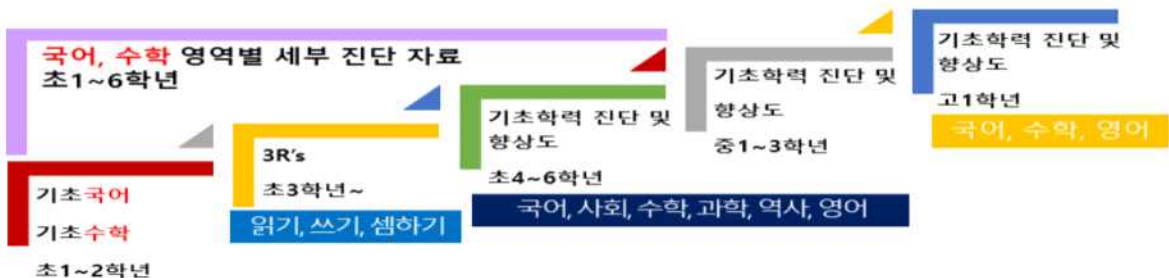 국어, 수학 영역별 세부 진단 자료
초1~6학년
기초국어
기초수학
초1~2학년
3R's
초3학년~
읽기, 쓰기, 셈하기
기초학력 진단 및
향상도
초4~6학년
기초학력 진단 및
향상도
중1~3학년
국어, 사회, 수학, 과학, 역사, 영어
기초학력 진단 및
향상도
고1학년
국어, 수학, 영어